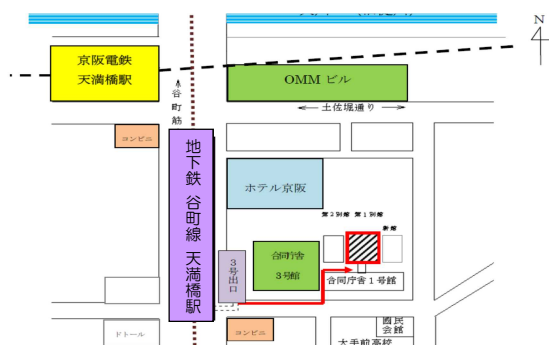 N
京阪電鉄
天満橋駅
OMM ビル
谷町筋
土佐堀通り
コンビニ
地下鉄 谷町線 天満橋駅
ホテル京阪
第2別館
第1別館
新館
3号出口
合同庁舎
3号館
合同庁舎1号館
ドトール
コンビニ
國民
会館
大手前高校